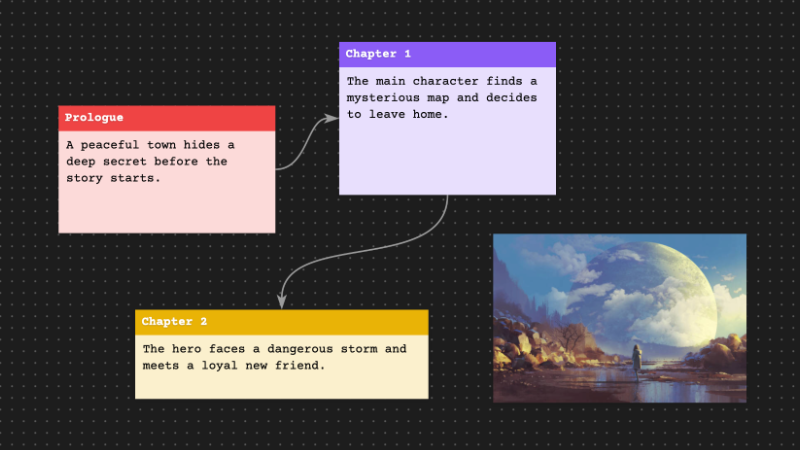 Prologue
A peaceful town hides a
deep secret before the
story starts.
Chapter 1
The main character finds a
mysterious map and decides
to leave home.
Chapter 2
The hero faces a dangerous storm and
meets a loyal new friend.